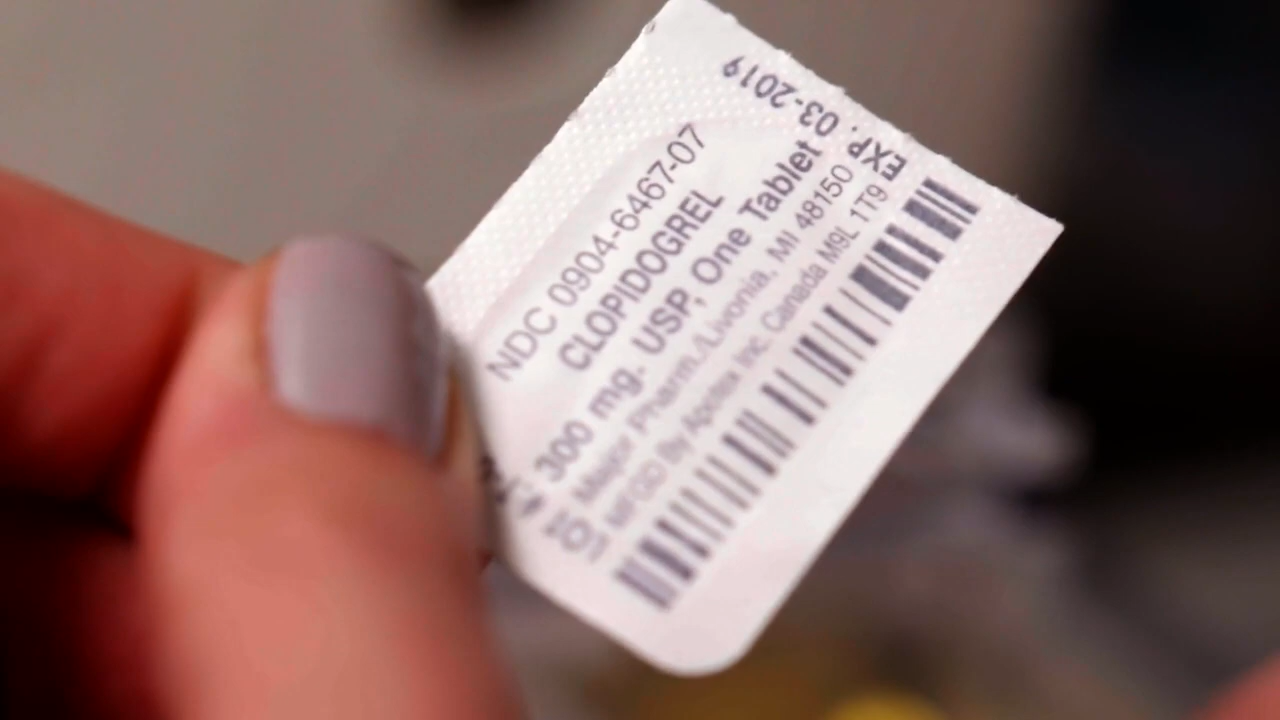 NDC 0904-6467-07
CLOPIDOGREL
300 mg. USP, One Tablet
Major Pharm./Livonia, MI 48150
MFGD By Apotex Inc. Canada M9L 1T9
EXP. 03-2019